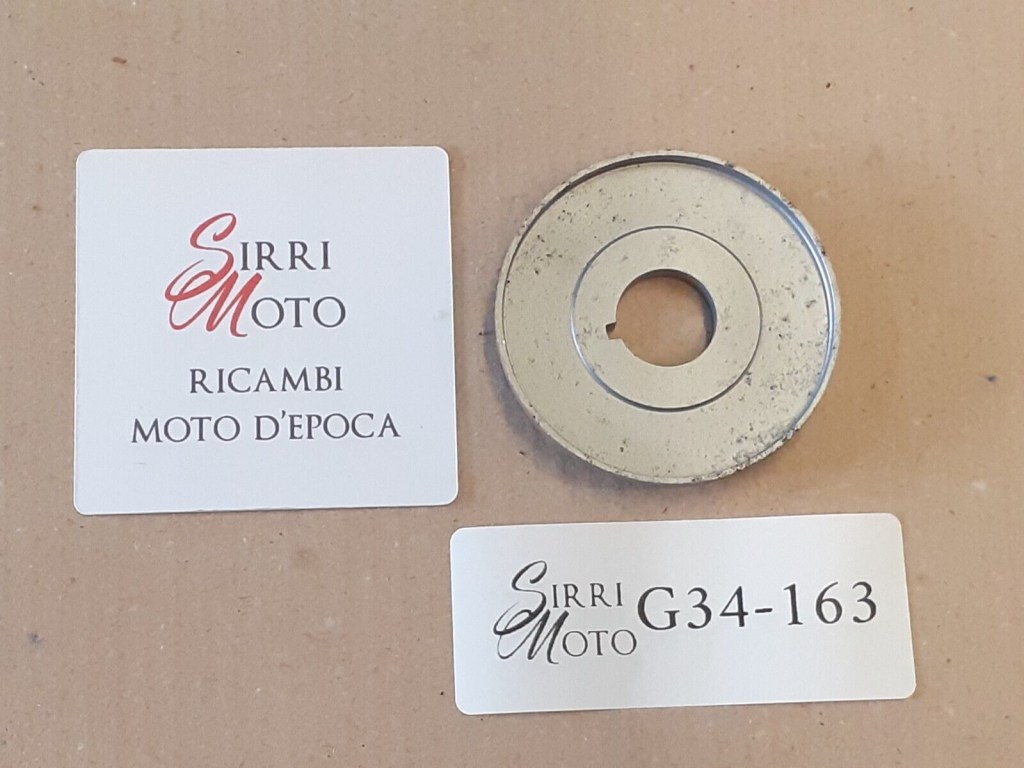 SIRRI
MOTO
RICAMBI
MOTO D'EPOCA
SIRRI
MOTO
G34-163